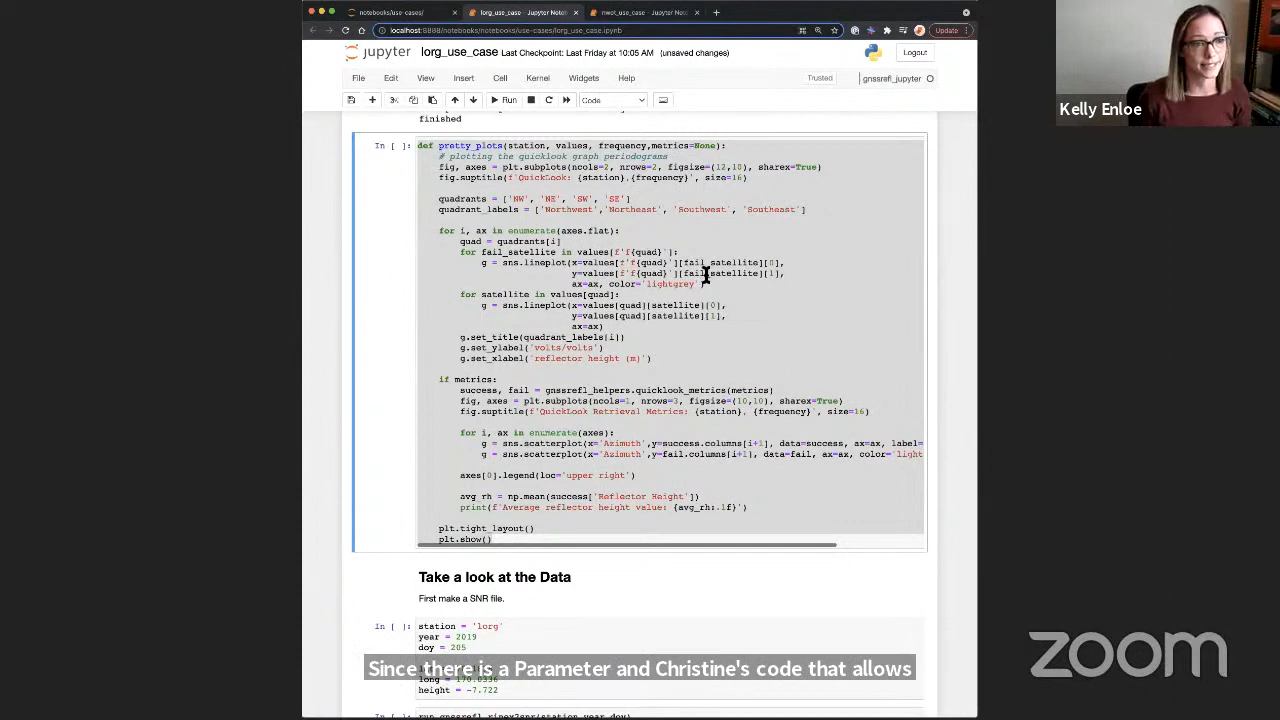 notebooks/use-cases/
lorg_use_case - Jupyter Note
nwot_use_case - Jupyter Note
localhost:8888/notebooks/notebooks/use-cases/lorg_use_case.ipynb
Update
jupyter lorg_use_case Last Checkpoint: Last Friday at 10:05 AM (unsaved changes)
Logout
File Edit View Insert Cell Kernel Widgets Help
Trusted
gnssrefl_jupyter
Run
Code
finished
In [ ]:
def pretty_plots(station, values, frequency,metrics=None):
# plotting the quicklook graph periodograms
fig, axes = plt.subplots(ncols=2, nrows=2, figsize=(12,10), sharex=True)
fig.suptitle(f'QuickLook: {station},{frequency}', size=16)
quadrants = ['NW', 'NE', 'SW', 'SE']
quadrant_labels = ['Northwest','Northeast', 'Southwest', 'Southeast']
for i, ax in enumerate(axes.flat):
quad = quadrants[i]
for fail_satellite in values[f'f{quad}']:
g = sns.lineplot(x=values[f'f{quad}'][fail_satellite][0],
y=values[f'f{quad}'][fail_satellite][1],
ax=ax, color='lightgrey')
for satellite in values[quad]:
g = sns.lineplot(x=values[quad][satellite][0],
y=values[quad][satellite][1],
ax=ax)
g.set_title(quadrant_labels[i])
g.set_ylabel('volts/volts')
g.set_xlabel('reflector height (m)')
if metrics:
success, fail = gnssrefl_helpers.quicklook_metrics(metrics)
fig, axes = plt.subplots(ncols=1, nrows=3, figsize=(10,10), sharex=True)
fig.suptitle(f'QuickLook Retrieval Metrics: {station}, {frequency}', size=16)
for i, ax in enumerate(axes):
g = sns.scatterplot(x='Azimuth',y=success.columns[i+1], data=success, ax=ax, label=
g = sns.scatterplot(x='Azimuth',y=fail.columns[i+1], data=fail, ax=ax, color='light
axes[0].legend(loc='upper right')
avg_rh = np.mean(success['Reflector Height'])
print(f'Average reflector height value: {avg_rh:.1f}')
plt.tight_layout()
plt.show()
Take a look at the Data
First make a SNR file.
In [ ]:
station = 'lorg'
year = 2019
doy = 205
Since there is a Parameter and Christine's code that allows
height = -7.722
In [ ]:
Kelly Enloe
zoom